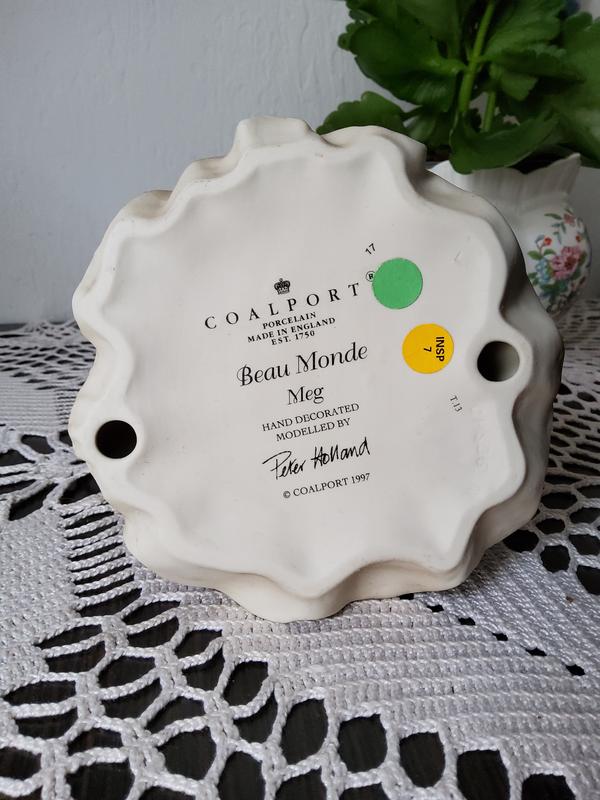 17
COALPORT ®
PORCELAIN
MADE IN ENGLAND
EST. 1750
Beau Monde
Meg
HAND DECORATED
MODELLED BY
Peter Holland
© COALPORT 1997
INSP
7
T.13